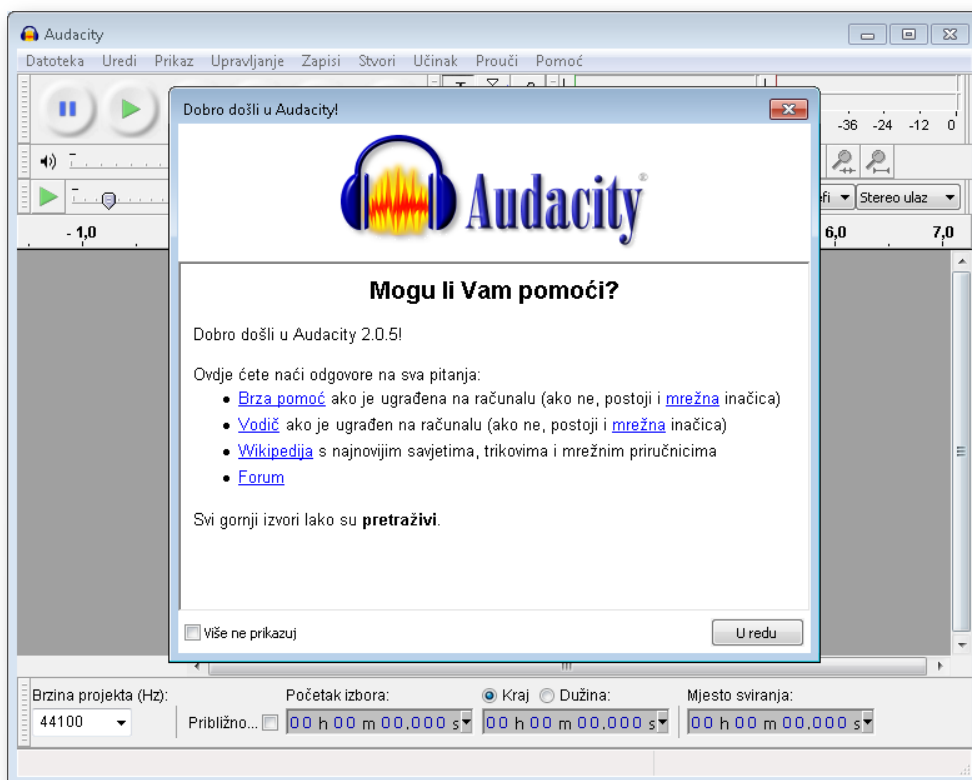 Audacity
Datoteka Uredi Prikaz Upravljanje Zapisi Stvori Učinak Prouči Pomoć
Dobro došli u Audacity!
-36 -24 -12 0
Audacity®
Stereo ulaz
- 1,0 6,0 7,0
Mogu li Vam pomoći?
Dobro došli u Audacity 2.0.5!
Ovdje ćete naći odgovore na sva pitanja:
• Brza pomoć ako je ugrađena na računalu (ako ne, postoji i mrežna inačica)
• Vodič ako je ugrađen na računalu (ako ne, postoji i mrežna inačica)
• Wikipedija s najnovijim savjetima, trikovima i mrežnim priručnicima
• Forum
Svi gornji izvori lako su pretraživi.
Više ne prikazuj
U redu
Brzina projekta (Hz): Početak izbora: Kraj Dužina: Mjesto sviranja:
44100 Približno... 00 h 00 m 00,000 s 00 h 00 m 00,000 s 00 h 00 m 00,000 s